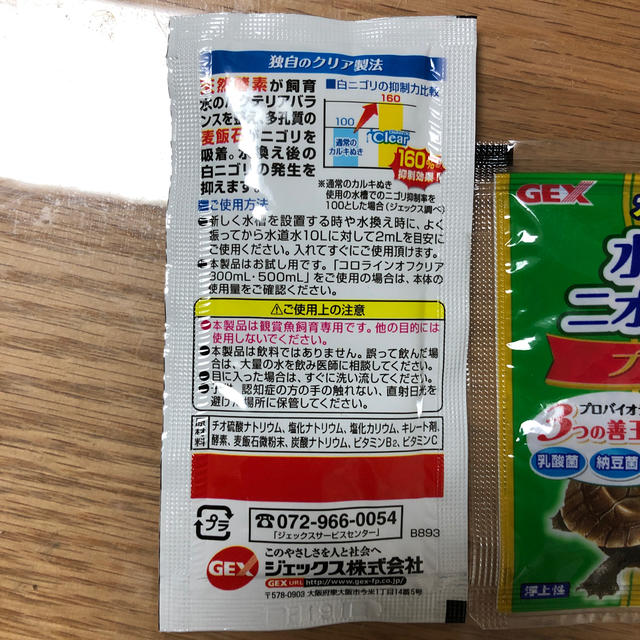 独自のクリア製法
天然酵素が飼育
水のバクテリアバラ
ンスを整え、多孔質の
麦飯石がニゴリを
吸着。水換え後の
白ニゴリの発生を
抑えます。
■白ニゴリの抑制力比較
160
100
通常の
カルキぬき
Clear
160%
抑制効果!
※通常のカルキぬき
使用の水槽でのニゴリ抑制率を
100とした場合(ジェックス調べ)
ご使用方法
新しく水槽を設置する時や水換え時に、よく
振ってから水道水10Lに対して2mLを目安に
ご使用ください。入れてすぐにご使用頂けます。
本製品はお試し用です。「コロラインオフクリア
300mL・500mL」をご使用の場合は、本体の
使用量をご確認ください。
⚠ご使用上の注意
本製品は観賞魚飼育専用です。他の目的には
使用しないでください。
本製品は飲料ではありません。誤って飲んだ場
合は、大量の水を飲み医師に相談してください。
目に入った場合は、すぐに洗い流してください。
認知症の方の手の触れない、直射日光を
避けた場所に保管してください。
原材料
チオ硫酸ナトリウム、塩化ナトリウム、塩化カリウム、キレート剤、
酵素、麦飯石微粉末、炭酸ナトリウム、ビタミンB2、ビタミンC
プラ
☎072-966-0054
「ジェックスサービスセンター」
B893
このやさしさを人と社会へ
GEX ジェックス株式会社
GEX URL http://www.gex-fp.co.jp/
〒578-0903 大阪府東大阪市今米1丁目14番5号
GEX
水
ニオ
プロバイオ
3つの善玉
乳酸菌
納豆菌
浮上性